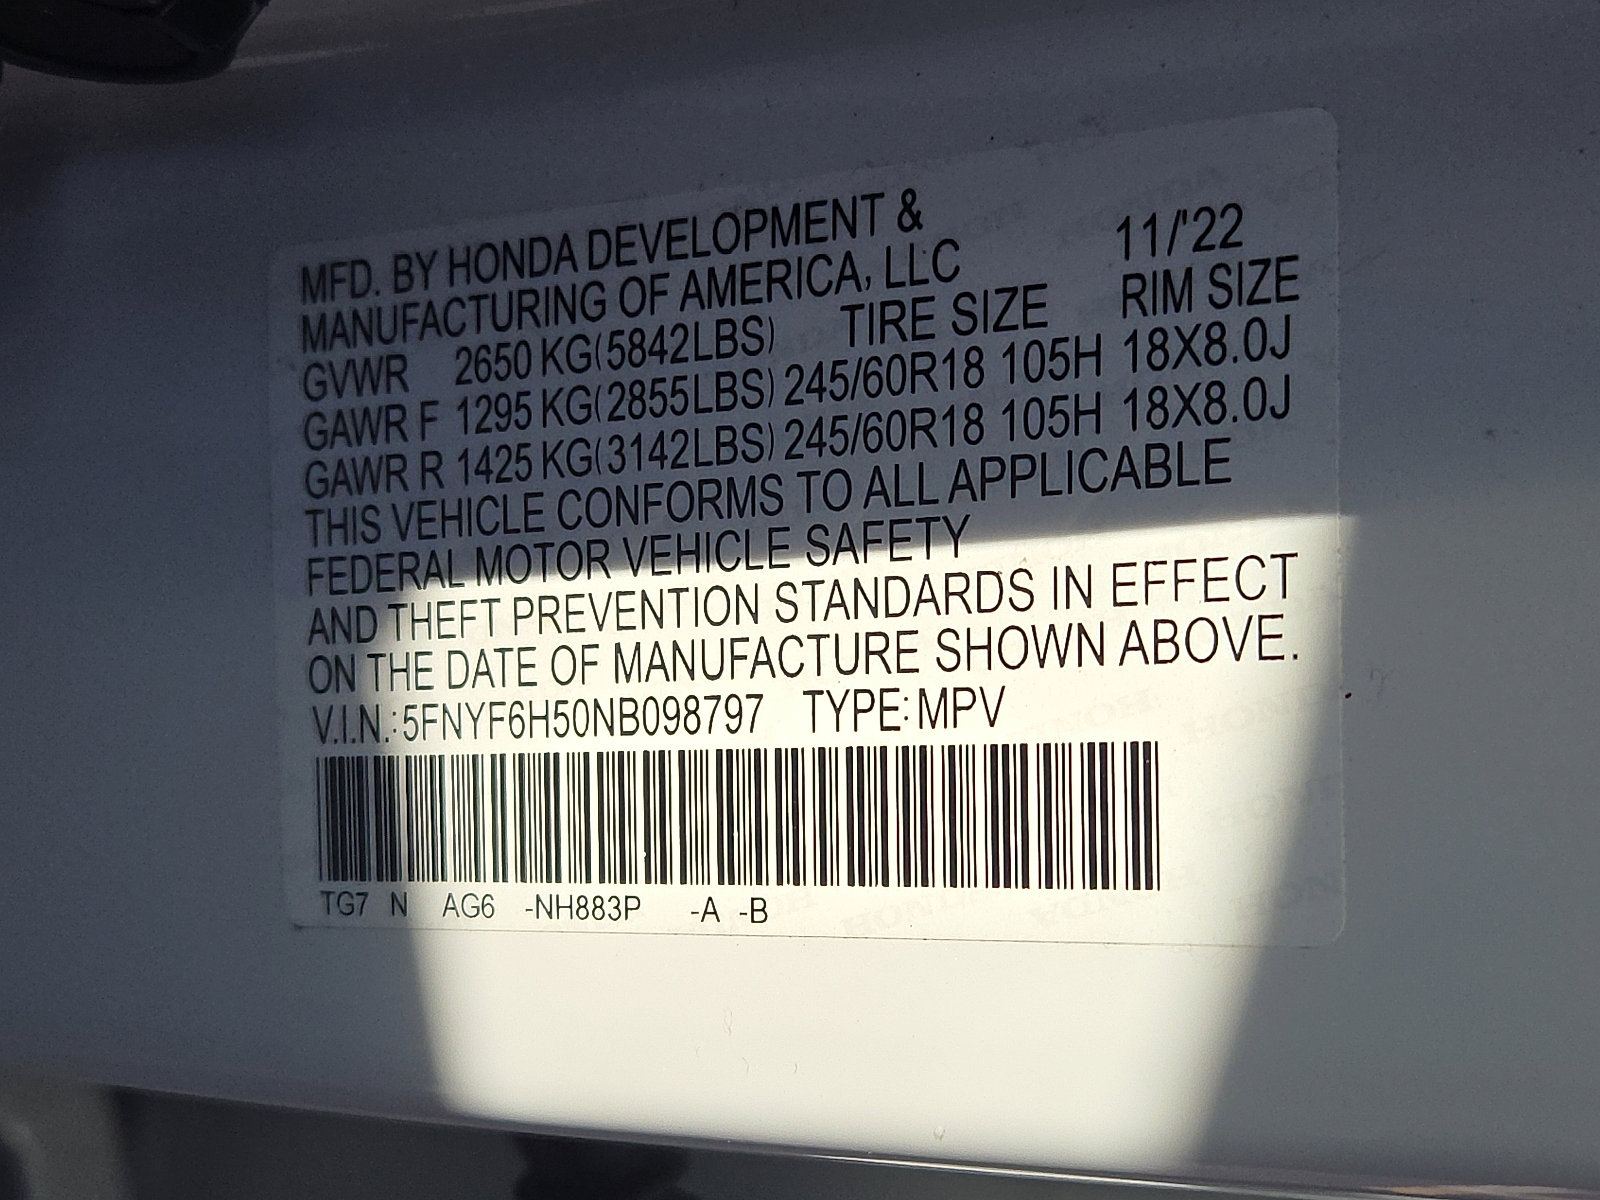 MFD. BY HONDA DEVELOPMENT &
MANUFACTURING OF AMERICA, LLC 11/'22
GVWR 2650 KG(5842LBS) TIRE SIZE RIM SIZE
GAWR F 1295 KG(2855LBS) 245/60R18 105H 18X8.0J
GAWR R 1425 KG(3142LBS) 245/60R18 105H 18X8.0J
THIS VEHICLE CONFORMS TO ALL APPLICABLE
FEDERAL MOTOR VEHICLE SAFETY
AND THEFT PREVENTION STANDARDS IN EFFECT
ON THE DATE OF MANUFACTURE SHOWN ABOVE.
V.I.N.: 5FNYF6H50NB098797 TYPE: MPV
TG7 N AG6 -NH883P -A -B